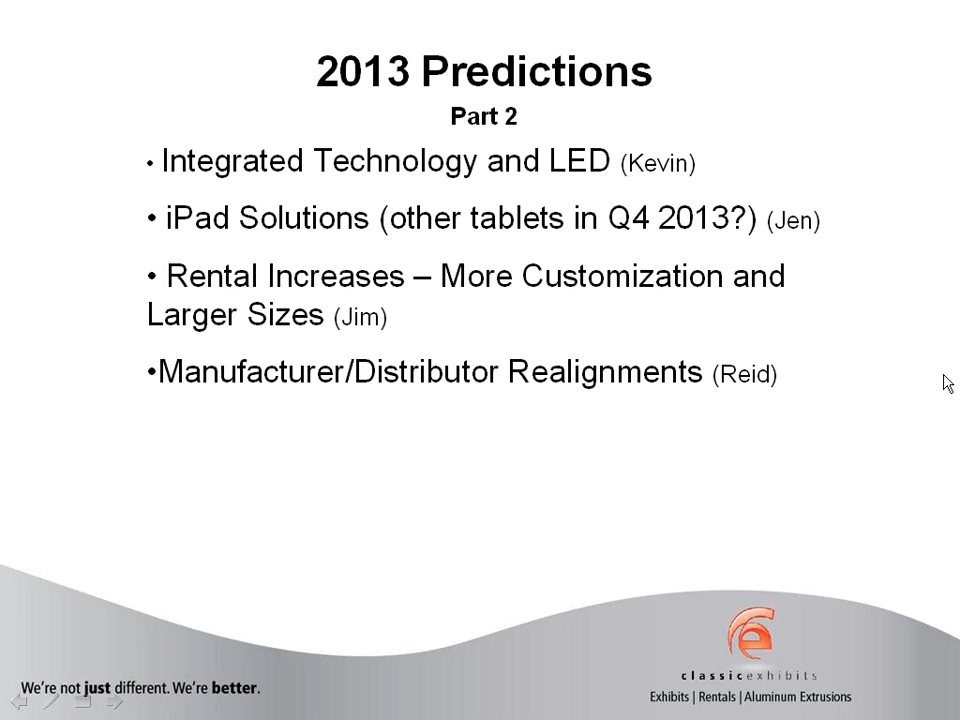 2013 Predictions
Part 2
• Integrated Technology and LED (Kevin)
• iPad Solutions (other tablets in Q4 2013?) (Jen)
• Rental Increases – More Customization and
Larger Sizes (Jim)
•Manufacturer/Distributor Realignments (Reid)
We're not just different. We're better.
classicexhibits
Exhibits | Rentals | Aluminum Extrusions